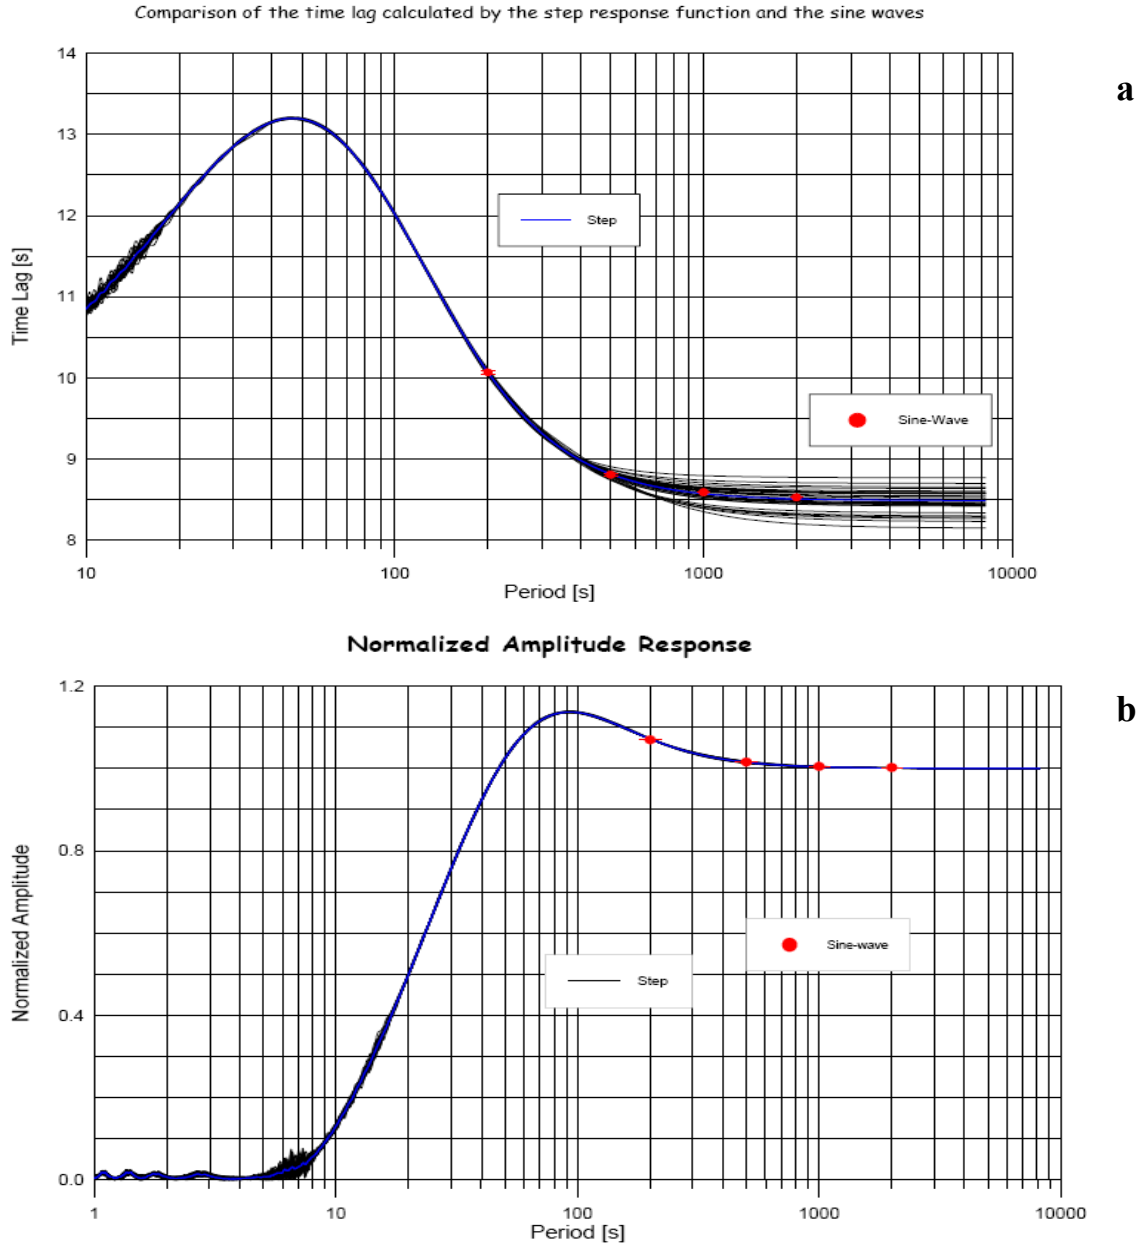 Comparison of the time lag calculated by the step response function and the sine waves
a
14
13
12
11
10
9
8
Time Lag [s]
Step
Sine-Wave
10
100
1000
10000
Period [s]
Normalized Amplitude Response
b
1.2
0.8
0.4
0.0
Normalized Amplitude
Sine-wave
Step
1
10
100
1000
10000
Period [s]